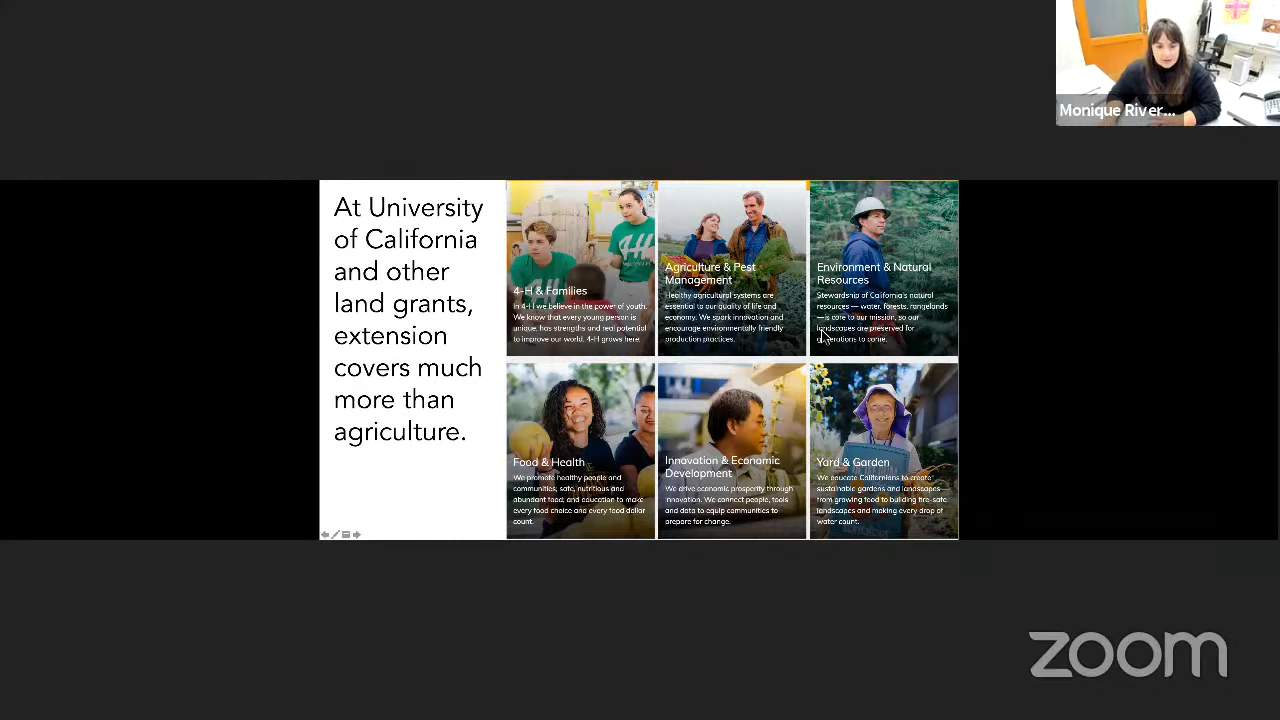 Monique River...
At University
of California
and other
land grants,
extension
covers much
more than
agriculture.
4-H
4-H
4-H & Families
In 4-H we believe in the power of youth.
We know that every young person is
unique, has strengths and real potential
to improve our world. 4-H grows here.
Agriculture & Pest
Management
Healthy agricultural systems are
essential to our quality of life and
economy. We spark innovation and
encourage environmentally friendly
production practices.
Environment & Natural
Resources
Stewardship of California's natural
resources — water, forests, rangelands
—is core to our mission, so our
landscapes are preserved for
generations to come.
Food & Health
We promote healthy people and
communities; safe, nutritious and
abundant food; and education to make
every food choice and every food dollar
count.
Innovation & Economic
Development
We drive economic prosperity through
innovation. We connect people, tools
and data to equip communities to
prepare for change.
Yard & Garden
We educate Californians to create
sustainable gardens and landscapes—
from growing food to building fire-safe
landscapes and making every drop of
water count.
zoom